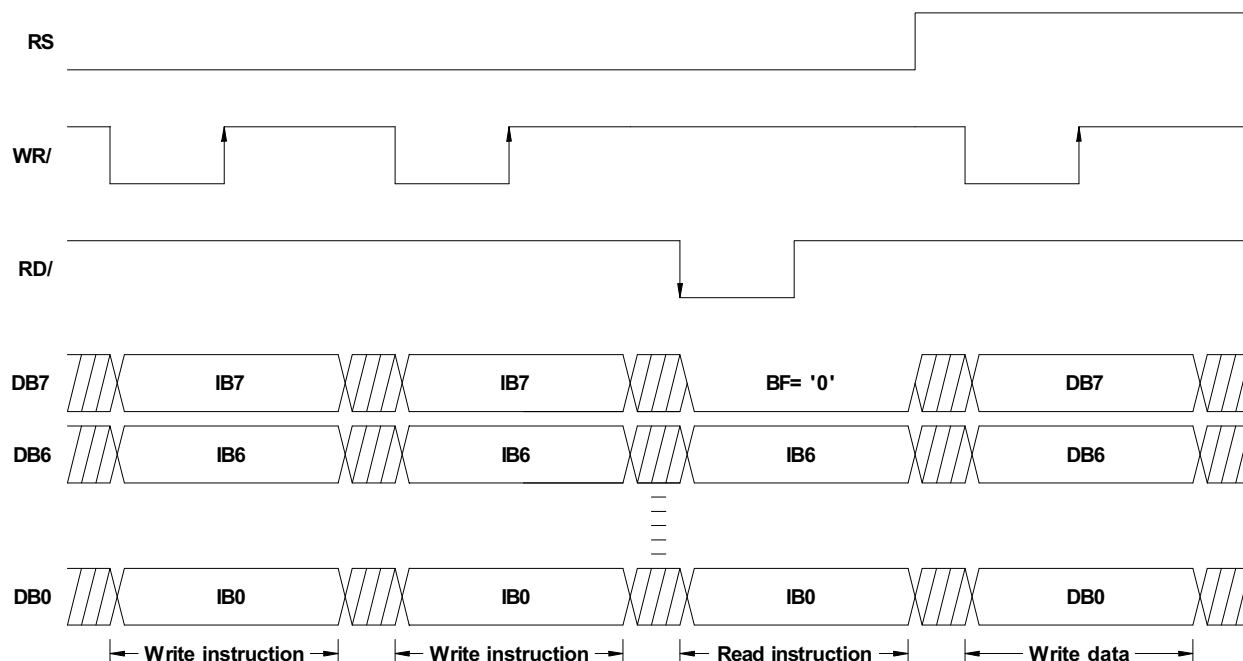 RS
WR/
RD/
DB7 IB7 IB7 BF= '0' DB7
DB6 IB6 IB6 IB6 DB6
DB0 IB0 IB0 IB0 DB0
Write instruction Write instruction Read instruction Write data